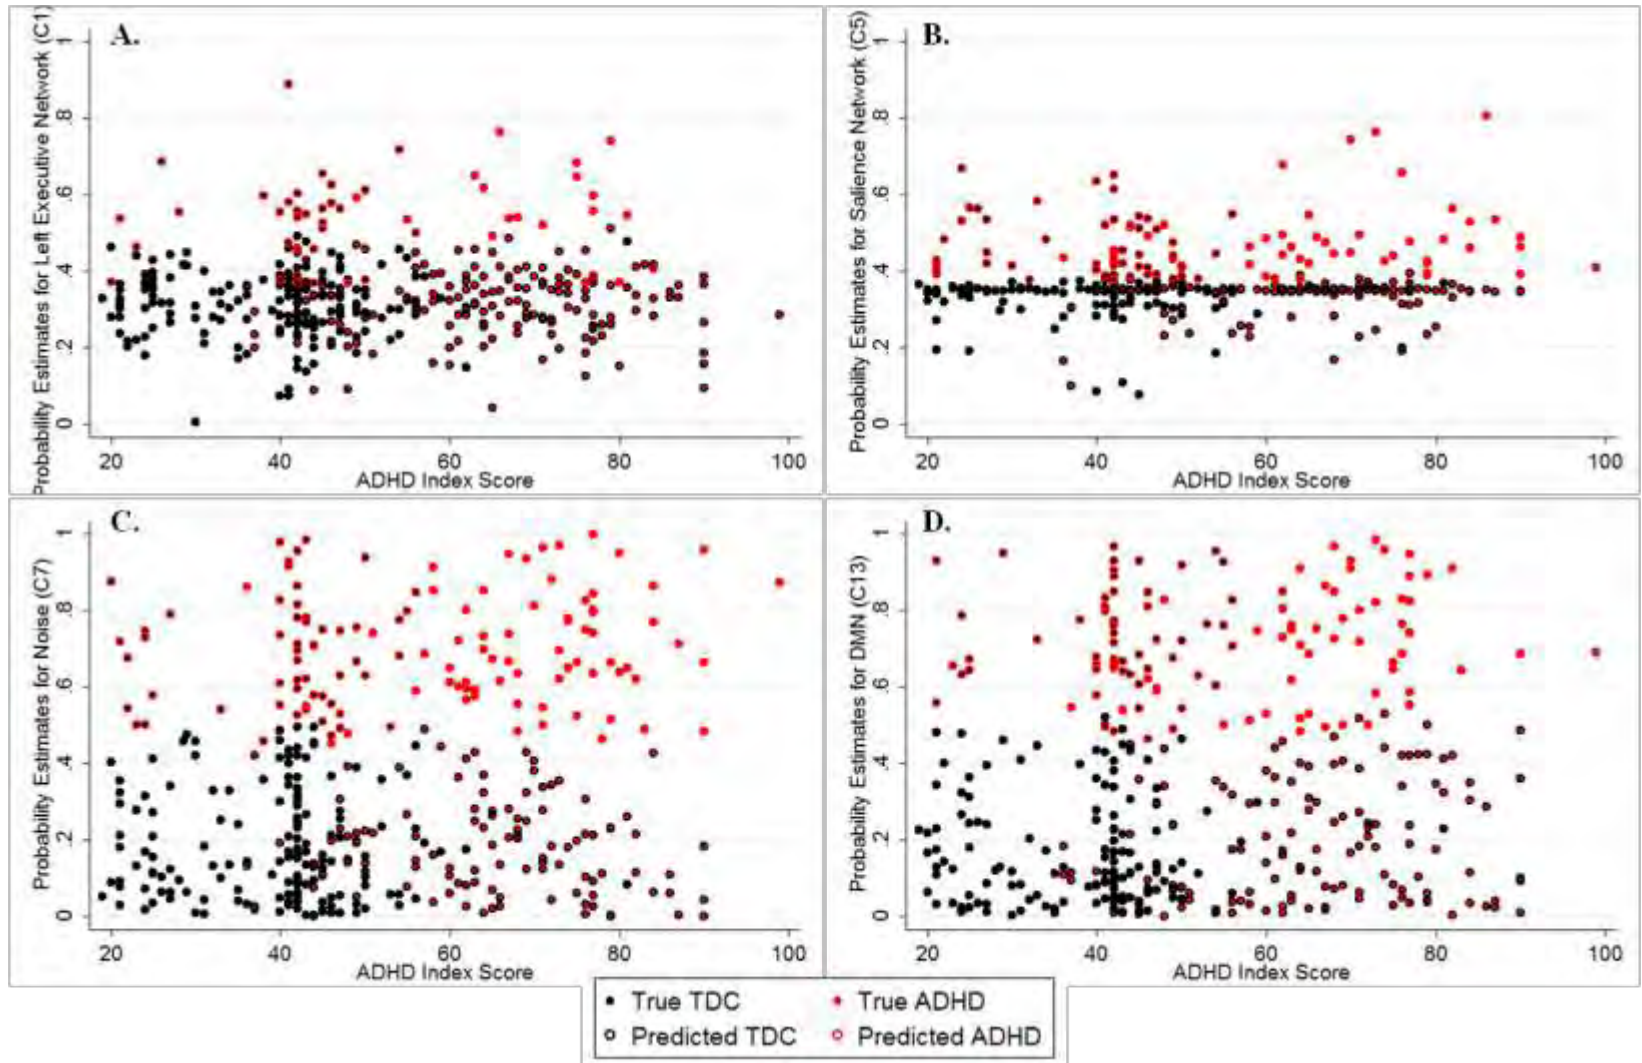 A.
Probability Estimates for Left Executive Network (C1)
1
.8
.6
.4
.2
0
20 40 60 80 100
ADHD Index Score
B.
Probability Estimates for Salience Network (C5)
1
.8
.6
.4
.2
0
20 40 60 80 100
ADHD Index Score
C.
Probability Estimates for Noise (C7)
1
.8
.6
.4
.2
0
20 40 60 80 100
ADHD Index Score
D.
Probability Estimates for DMN (C13)
1
.8
.6
.4
.2
0
20 40 60 80 100
ADHD Index Score
True TDC True ADHD
Predicted TDC Predicted ADHD